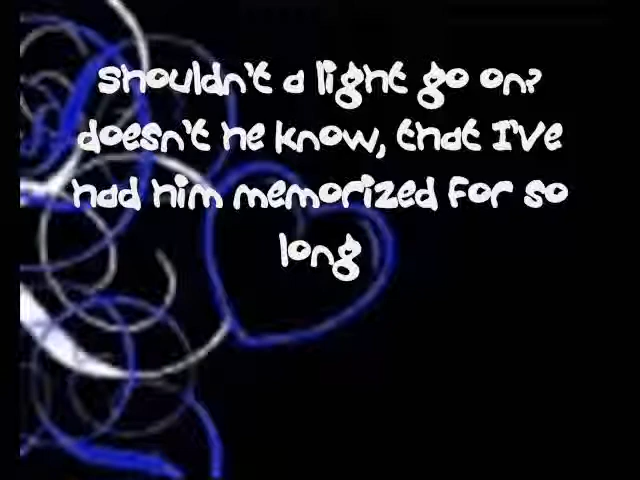 shouldn't a light go on?
doesn't he know, that I've
had him memorized for so
long